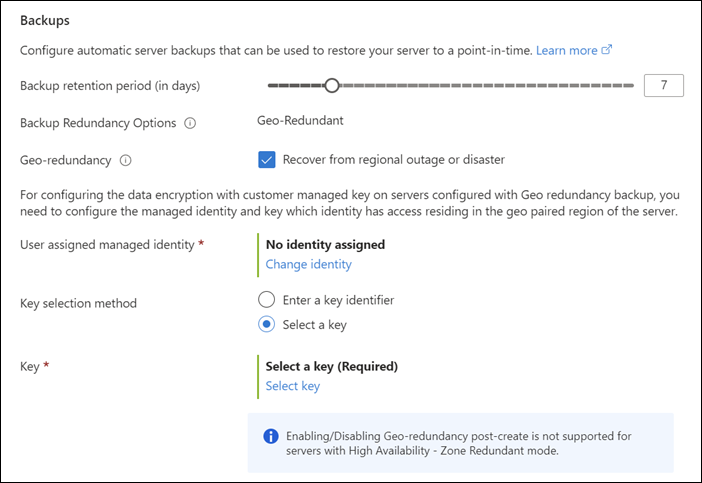 Backups
Configure automatic server backups that can be used to restore your server to a point-in-time. Learn more
Backup retention period (in days)
7
Backup Redundancy Options
Geo-Redundant
Geo-redundancy
Recover from regional outage or disaster
For configuring the data encryption with customer managed key on servers configured with Geo redundancy backup, you
need to configure the managed identity and key which identity has access residing in the geo paired region of the server.
User assigned managed identity *
No identity assigned
Change identity
Key selection method
Enter a key identifier
Select a key
Key *
Select a key (Required)
Select key
Enabling/Disabling Geo-redundancy post-create is not supported for
servers with High Availability - Zone Redundant mode.